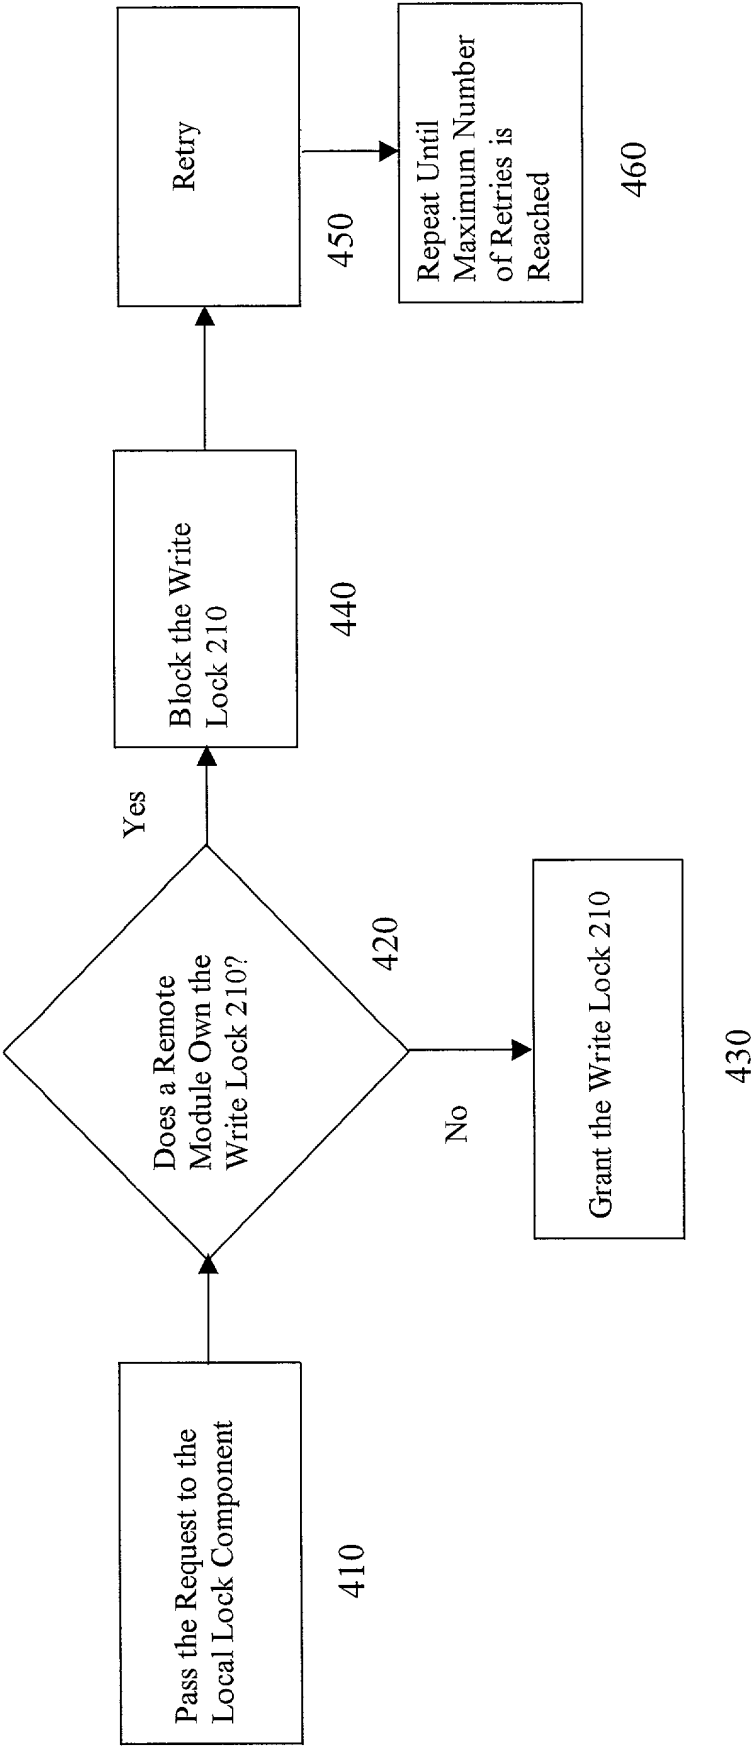 Pass the Request to the
Local Lock Component
410
Does a Remote
Module Own the
Write Lock 210?
420
Yes
No
Grant the Write Lock 210
430
Block the Write
Lock 210
440
Retry
450
Repeat Until
Maximum Number
of Retries is
Reached
460